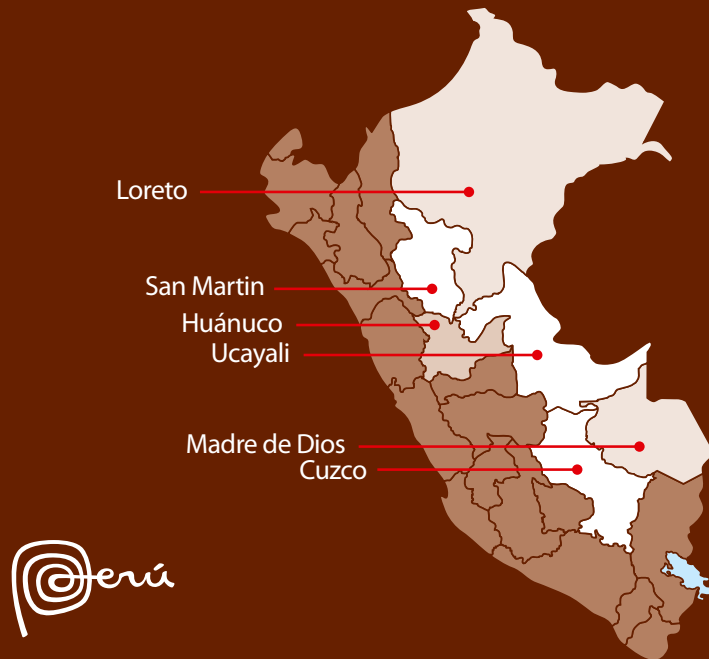 Loreto
San Martin
Huánuco
Ucayali
Madre de Dios
Cuzco
Perú